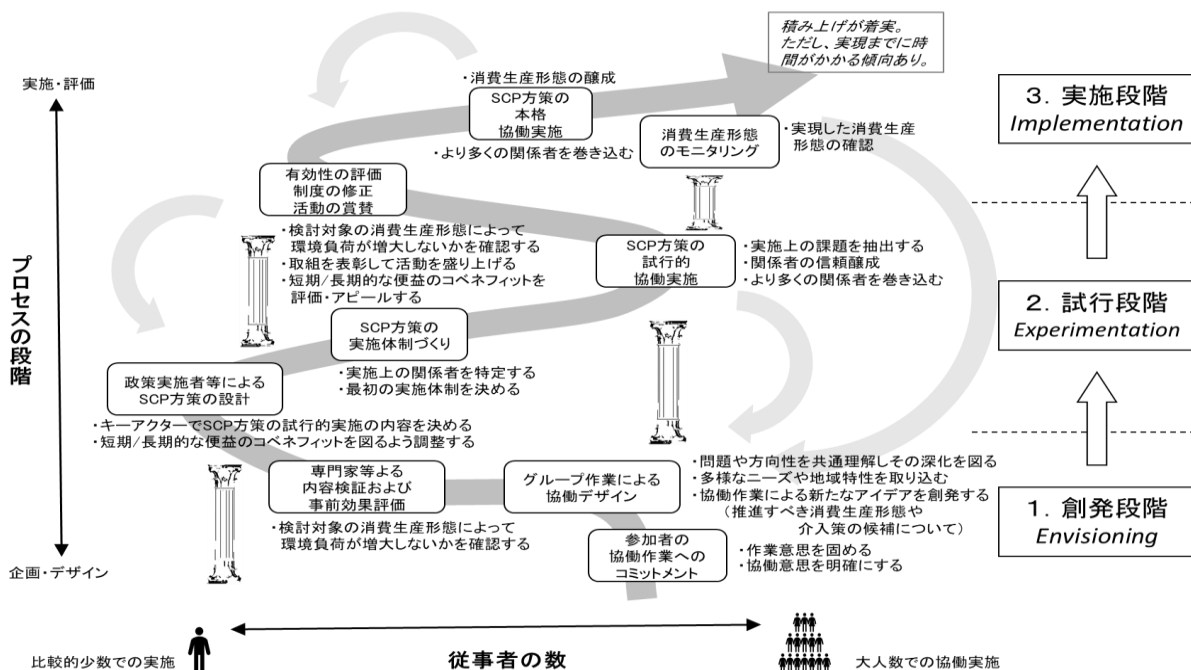 積み上げが着実。
ただし、実現までに時
間がかかる傾向あり。
実施・評価
・消費生産形態の醸成
SCP方策の
本格
協働実施
3．実施段階
Implementation
消費生産形態
のモニタリング
・実現した消費生産
形態の確認
・より多くの関係者を巻き込む
有効性の評価
制度の修正
活動の賞賛
・検討対象の消費生産形態によって
環境負荷が増大しないかを確認する
・取組を表彰して活動を盛り上げる
・短期/長期的な便益のコベネフィットを
評価・アピールする
SCP方策の
試行的
協働実施
・実施上の課題を抽出する
・関係者の信頼醸成
・より多くの関係者を巻き込む
プロセスの段階
2．試行段階
Experimentation
SCP方策の
実施体制づくり
・実施上の関係者を特定する
・最初の実施体制を決める
政策実施者等による
SCP方策の設計
・キーアクターでSCP方策の試行的実施の内容を決める
・短期/長期的な便益のコベネフィットを図るよう調整する
専門家等よる
内容検証および
事前効果評価
・検討対象の消費生産形態によって
環境負荷が増大しないかを確認する
グループ作業による
協働デザイン
・問題や方向性を共通理解しその深化を図る
・多様なニーズや地域特性を取り込む
・協働作業による新たなアイデアを創発する
（推進すべき消費生産形態や
介入策の候補について）
1．創発段階
Envisioning
参加者の
協働作業への
コミットメント
・作業意思を固める
・協働意思を明確にする
企画・デザイン
比較的少数での実施
従事者の数
大人数での協働実施